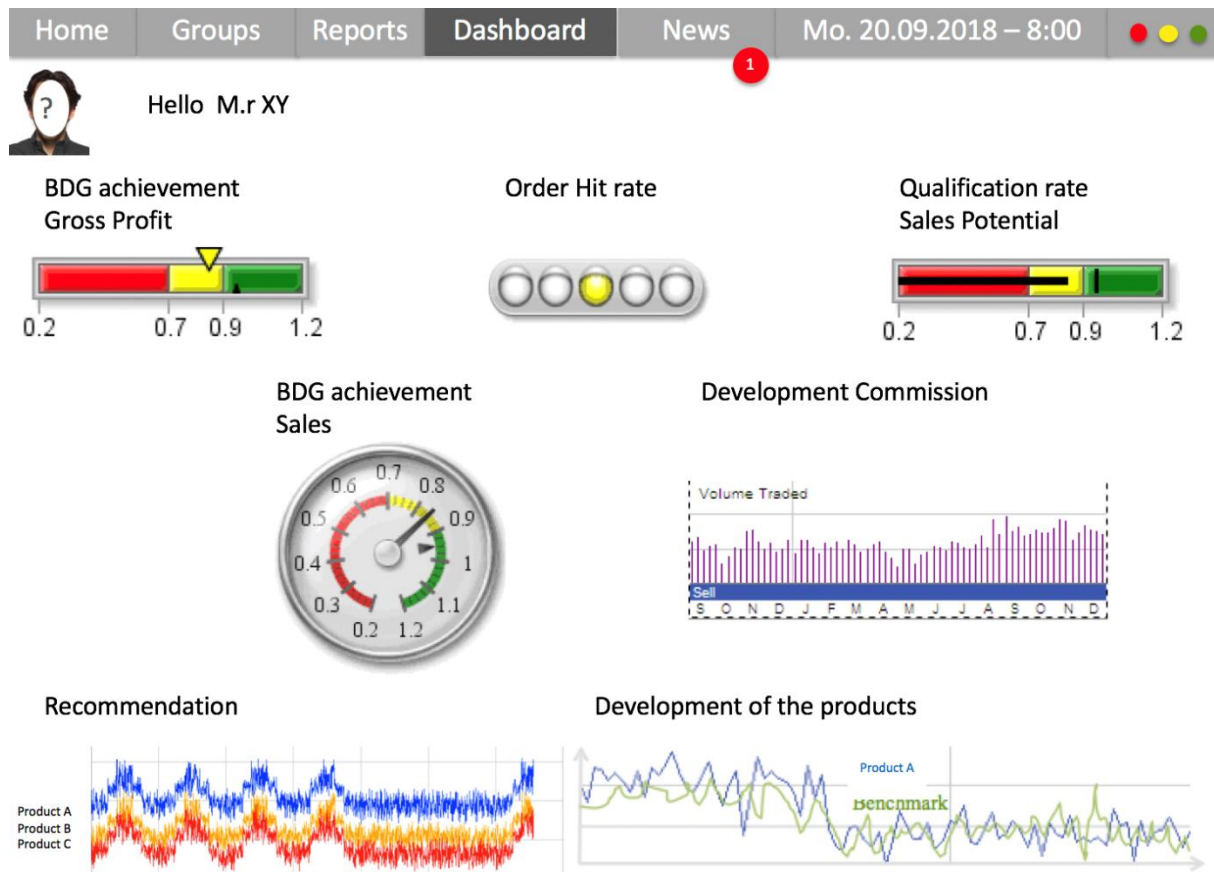 Home Groups Reports Dashboard News Mo. 20.09.2018 – 8:00
1
?
Hello M.r XY
BDG achievement
Gross Profit
0.2 0.7 0.9 1.2
Order Hit rate
Qualification rate
Sales Potential
0.2 0.7 0.9 1.2
BDG achievement
Sales
0.7
0.6 0.8
0.5 0.9
0.4 1
0.3 1.1
0.2 1.2
Development Commission
Volume Traded
Sell
S O N D J F M A M J J A S O N D
Recommendation
Product A
Product B
Product C
Development of the products
Product A
Benchmark